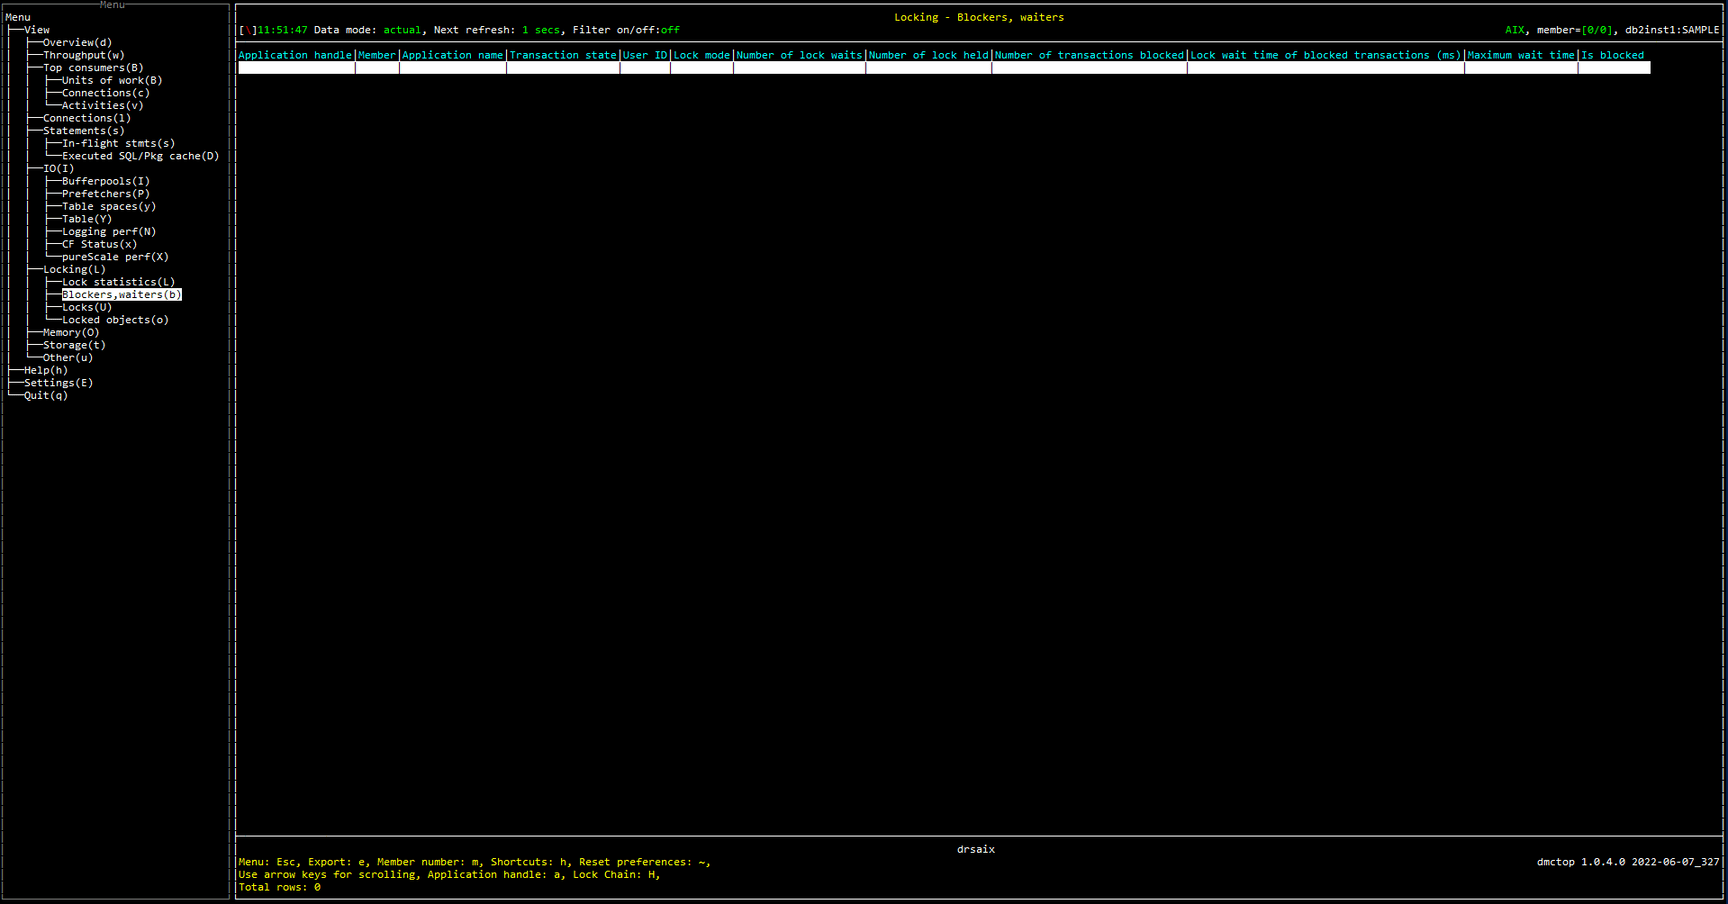 Menu
Menu
View
Overview(d)
Throughput(w)
Top consumers(B)
Units of work(B)
Connections(c)
Activities(v)
Connections(l)
Statements(s)
In-flight stmts(s)
Executed SQL/Pkg cache(D)
IO(I)
Bufferpools(I)
Prefetchers(P)
Table spaces(y)
Table(Y)
Logging perf(N)
CF Status(x)
pureScale perf(X)
Locking(L)
Lock statistics(L)
Blockers,waiters(b)
Locks(U)
Locked objects(o)
Memory(O)
Storage(t)
Other(u)
Help(h)
Settings(E)
Quit(q)
Locking - Blockers, waiters
[\]11:51:47 Data mode: actual, Next refresh: 1 secs, Filter on/off:off
AIX, member=[0/0], db2inst1:SAMPLE
Application handle|Member|Application name|Transaction state|User ID|Lock mode|Number of lock waits|Number of lock held|Number of transactions blocked|Lock wait time of blocked transactions (ms)|Maximum wait time|Is blocked
drsaix
Menu: Esc, Export: e, Member number: m, Shortcuts: h, Reset preferences: ~,
dmctop 1.0.4.0 2022-06-07_327
Use arrow keys for scrolling, Application handle: a, Lock Chain: H,
Total rows: 0